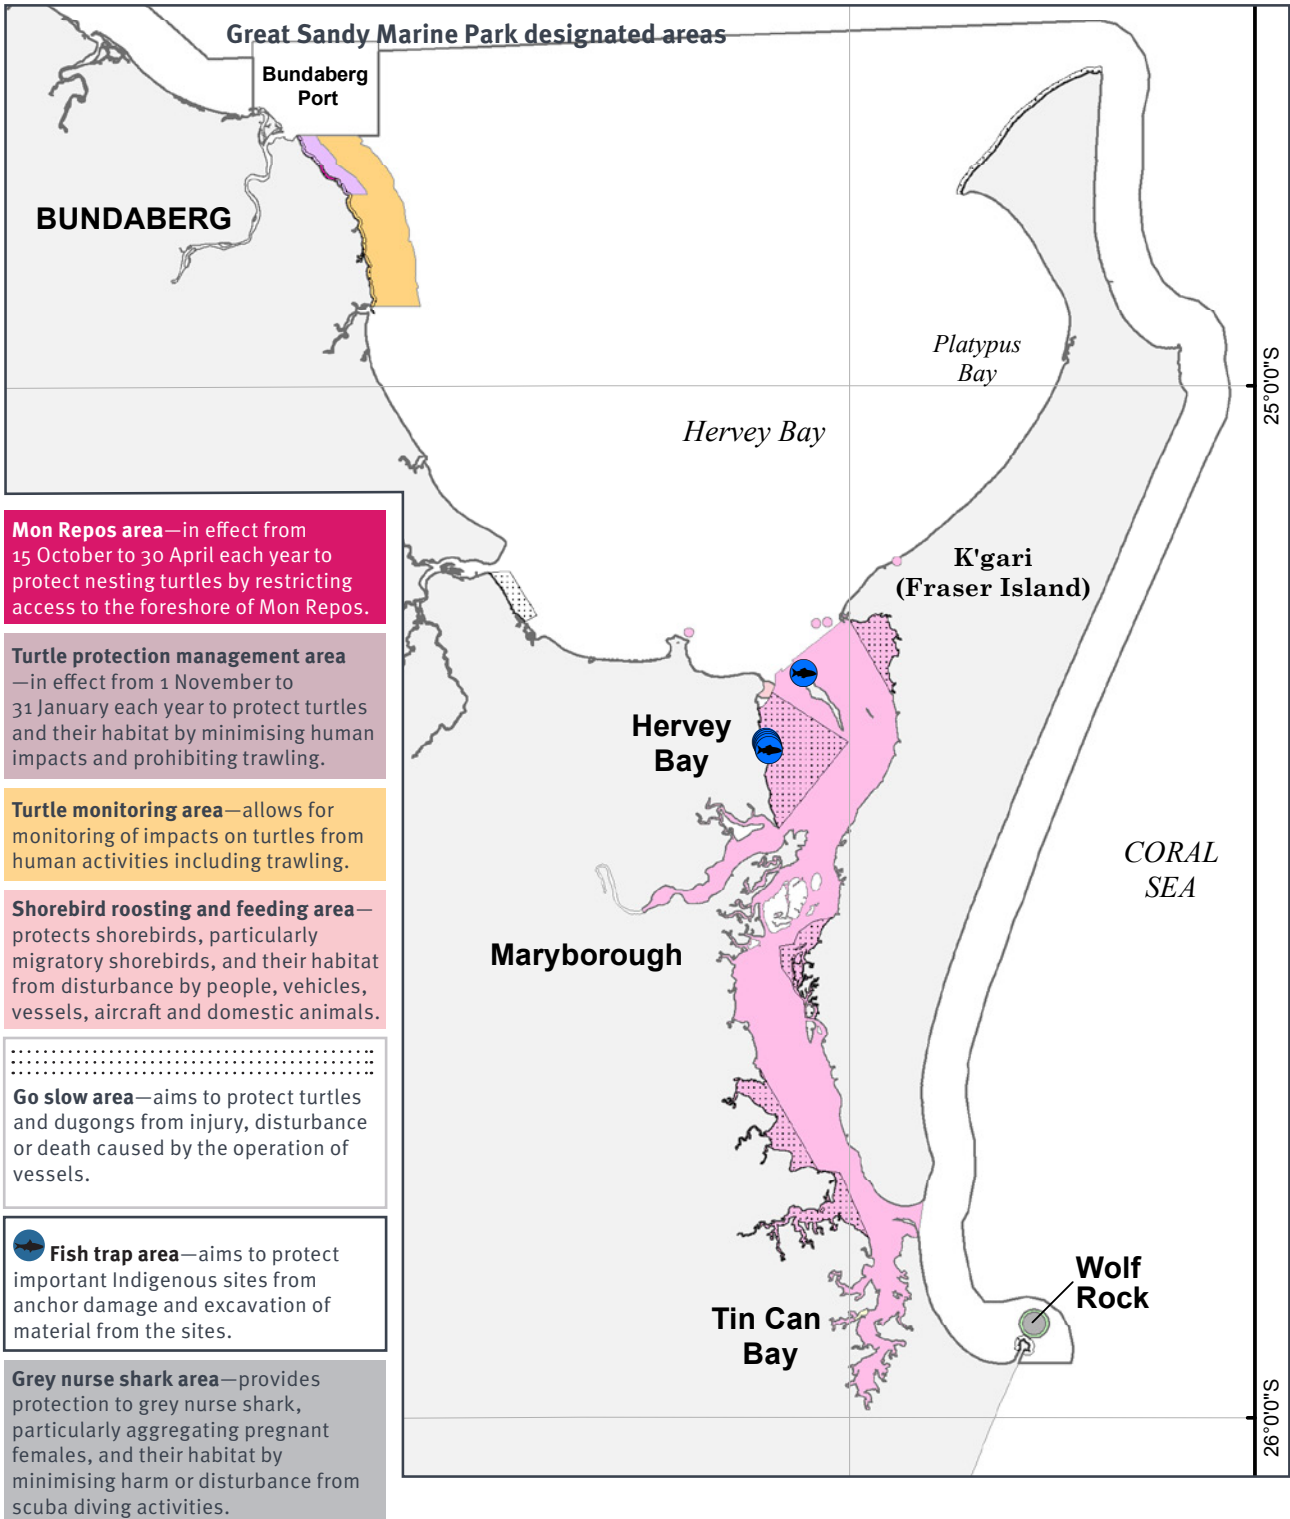 Great Sandy Marine Park designated areas
Bundaberg
Port
BUNDABERG
Platypus
Bay
25°0'0"S
Hervey Bay
K'gari
(Fraser Island)
Hervey
Bay
CORAL
SEA
Maryborough
Wolf
Rock
Tin Can
Bay
26°0'0"S
Mon Repos area—in effect from
15 October to 30 April each year to
protect nesting turtles by restricting
access to the foreshore of Mon Repos.
Turtle protection management area
—in effect from 1 November to
31 January each year to protect turtles
and their habitat by minimising human
impacts and prohibiting trawling.
Turtle monitoring area—allows for
monitoring of impacts on turtles from
human activities including trawling.
Shorebird roosting and feeding area—
protects shorebirds, particularly
migratory shorebirds, and their habitat
from disturbance by people, vehicles,
vessels, aircraft and domestic animals.
Go slow area—aims to protect turtles
and dugongs from injury, disturbance
or death caused by the operation of
vessels.
Fish trap area—aims to protect
important Indigenous sites from
anchor damage and excavation of
material from the sites.
Grey nurse shark area—provides
protection to grey nurse shark,
particularly aggregating pregnant
females, and their habitat by
minimising harm or disturbance from
scuba diving activities.